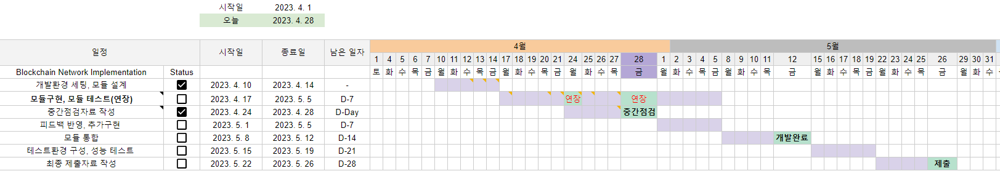 시작일 2023. 4. 1
오늘 2023. 4. 28
일정 시작일 종료일 남은 일자 4월 5월
1 4 5 6 7 10 11 12 13 14 17 18 19 20 21 24 25 26 27 28 1 2 3 4 5 8 9 10 11 12 15 16 17 18 19 22 23 24 25 26 29 30 31
Blockchain Network Implementation Status 토 화 수 목 금 월 화 수 목 금 월 화 수 목 금 월 화 수 목 금 월 화 수 목 금 월 화 수 목 금 월 화 수 목 금 월 화 수 목 금 월 화 수
개발환경 세팅, 모듈 설계 2023. 4. 10 2023. 4. 14 -
모듈구현, 모듈 테스트(연장) 2023. 4. 17 2023. 5. 5 D-7 연장 연장
중간점검자료 작성 2023. 4. 24 2023. 4. 28 D-Day 중간점검
피드백 반영, 추가구현 2023. 5. 1 2023. 5. 5 D-7
모듈 통합 2023. 5. 8 2023. 5. 12 D-14 개발완료
테스트환경 구성, 성능 테스트 2023. 5. 15 2023. 5. 19 D-21
최종 제출자료 작성 2023. 5. 22 2023. 5. 26 D-28 제출